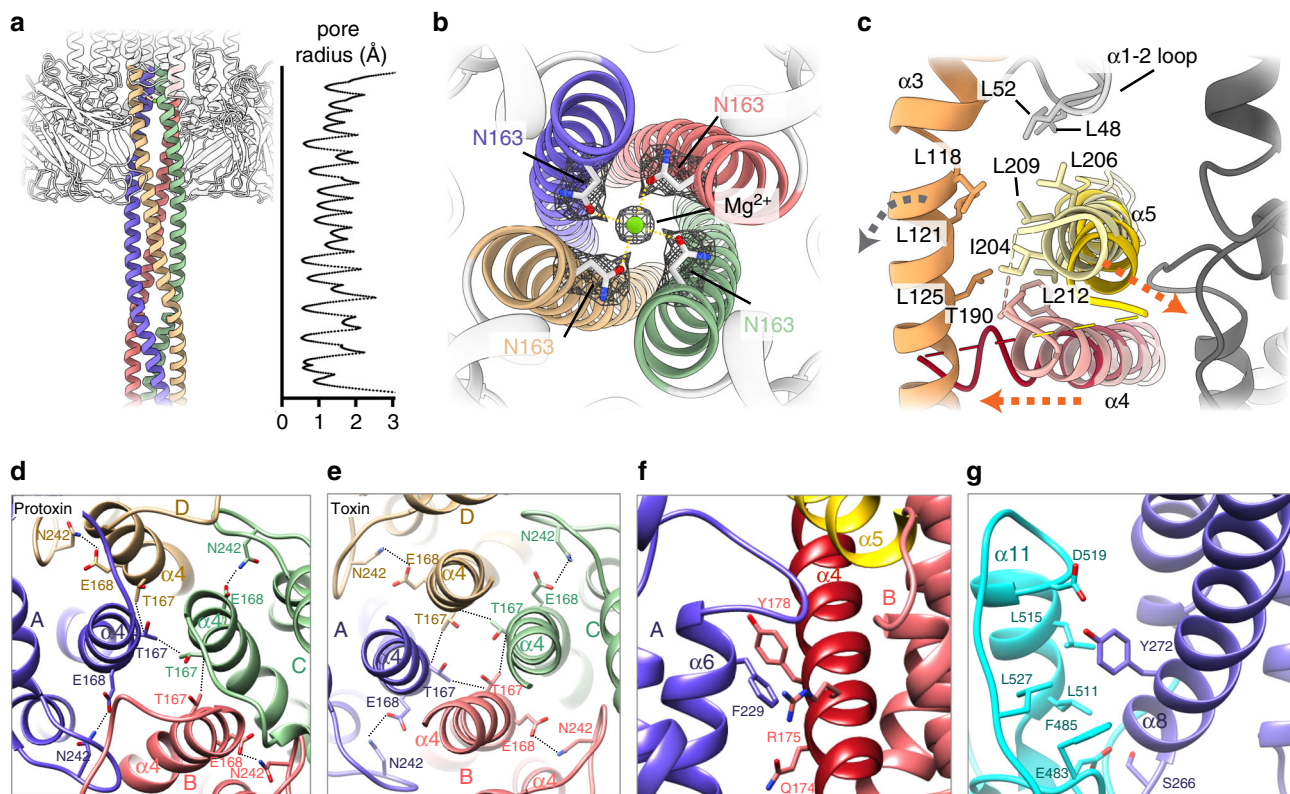 a
pore
radius (Å)
0 1 2 3
b
N163
N163
Mg2+
N163
N163
c
α1-2 loop
α3
L52
L48
L118
L209
L206
α5
L121
I204
L125
L212
T190
α4
d
Protoxin
D
N242
N242
E168
α4
E168
T167
A
α4
α4
T167
C
T167
E168
T167
N242
α4
E168
N242
B
e
Toxin
D
N242
N242
E168
α4
E168
T167
T167
A
α4
α4
C
E168
T167
T167
α4
E168
N242
N242
B
f
α5
α4
Y178
B
A
α6
F229
R175
Q174
g
α11
D519
L515
Y272
L527
L511
α8
F485
E483
S266